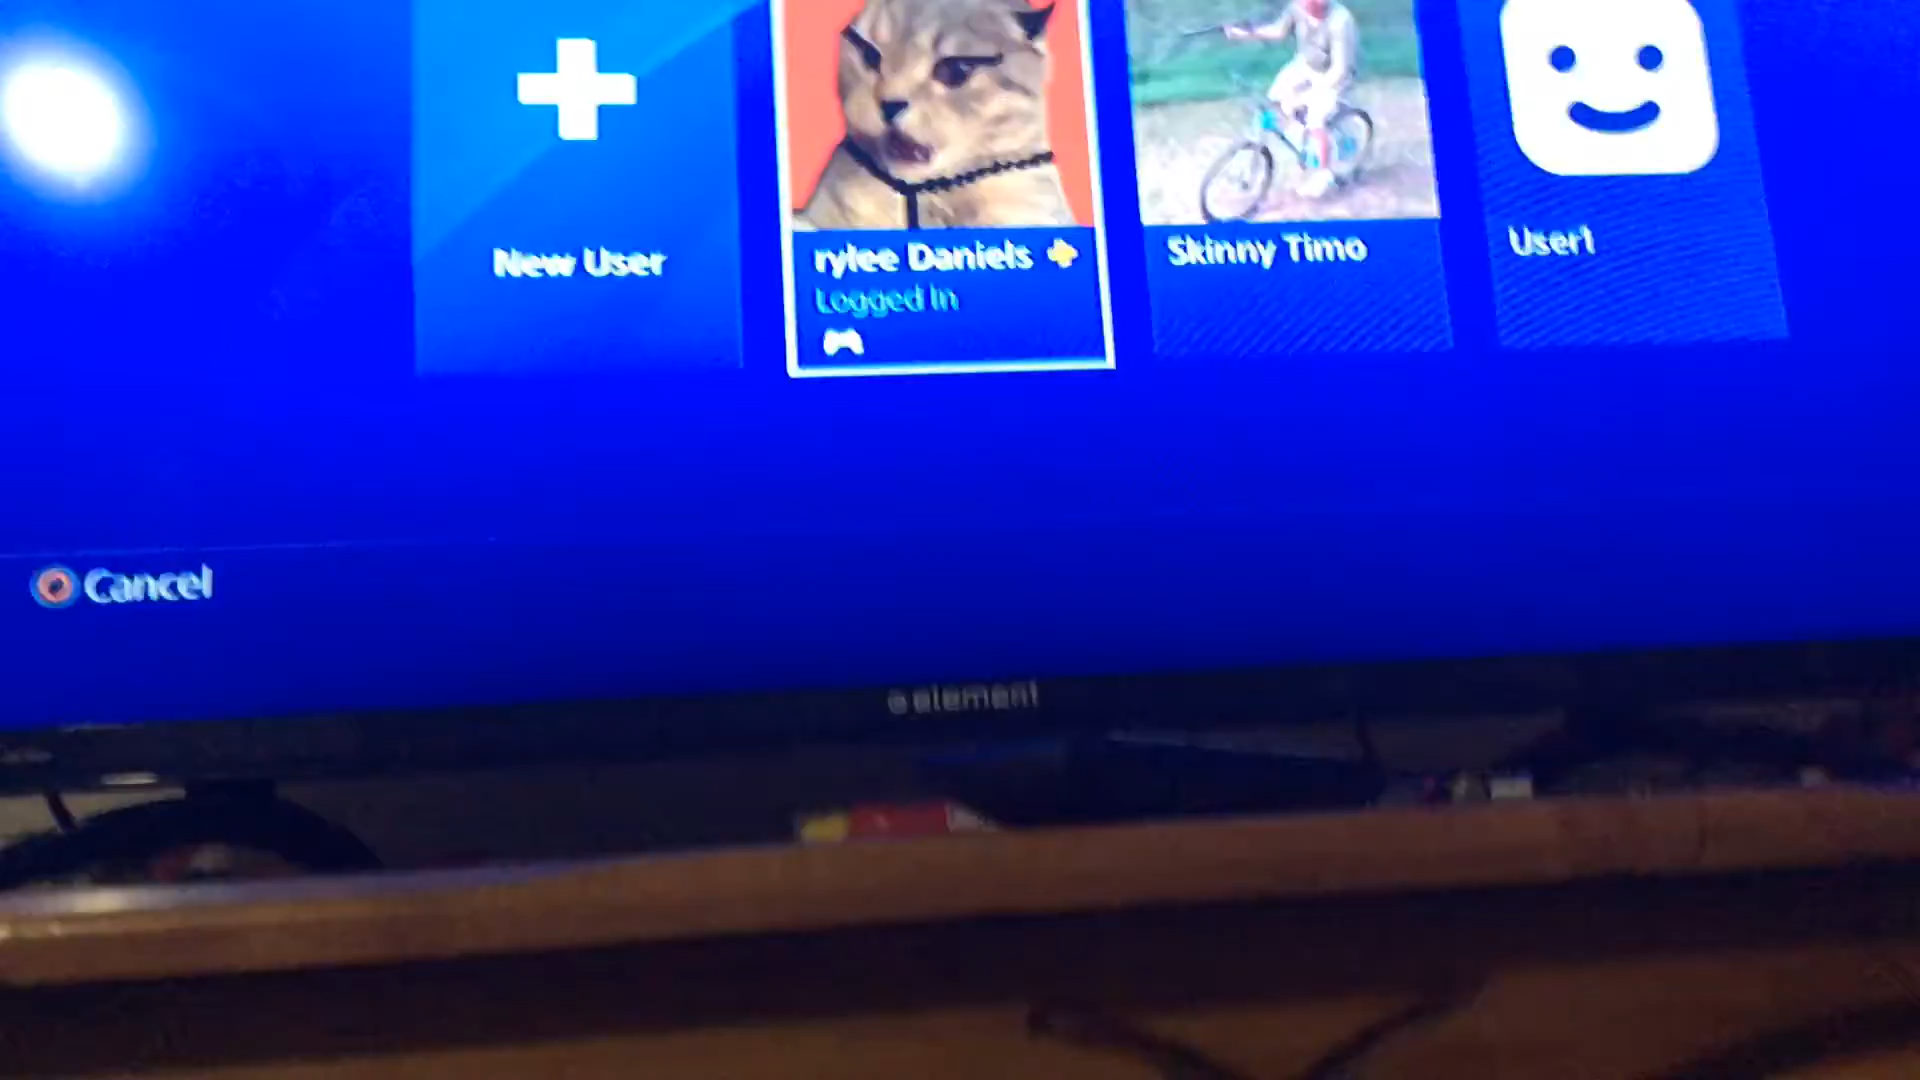 New User
rylee Daniels
Logged In
Skinny Timo
User1
Cancel
element